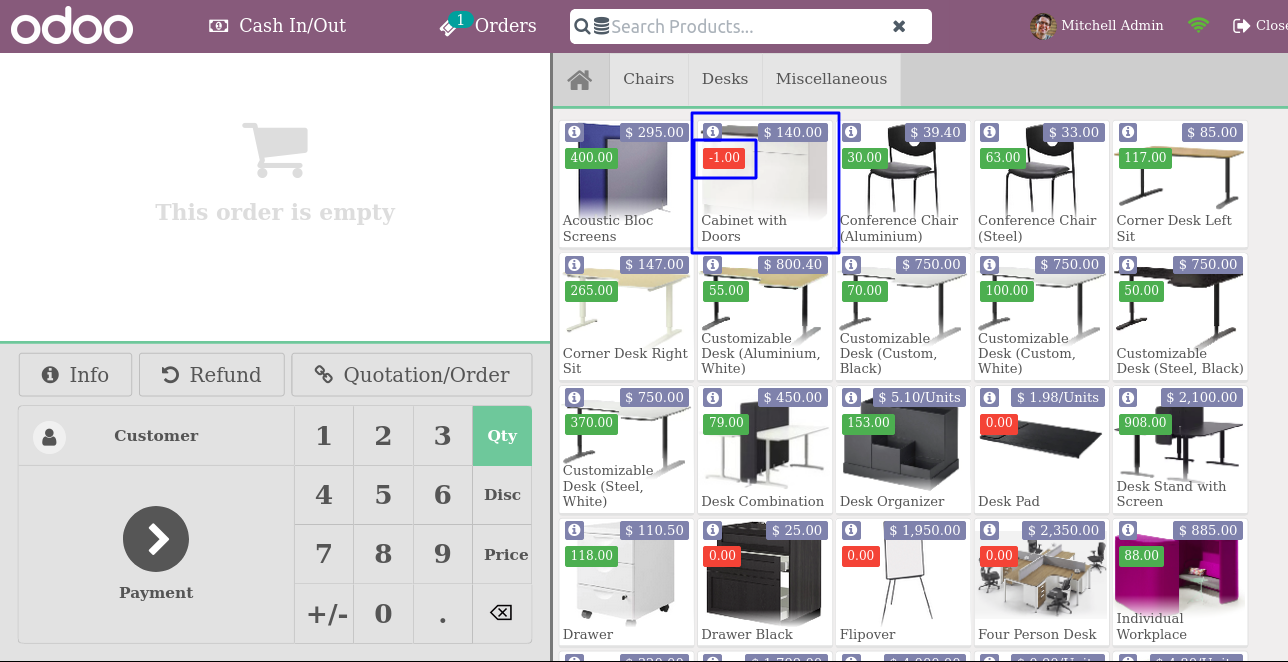 odoo
Cash In/Out
1
Orders
Search Products...
Mitchell Admin
Close
This order is empty
Info
Refund
Quotation/Order
Customer
1
2
3
Qty
4
5
6
Disc
Payment
7
8
9
Price
+/-
0
.
Chairs
Desks
Miscellaneous
$ 295.00
400.00
Acoustic Bloc
Screens
$ 140.00
-1.00
Cabinet with
Doors
$ 39.40
30.00
Conference Chair
(Aluminium)
$ 33.00
63.00
Conference Chair
(Steel)
$ 85.00
117.00
Corner Desk Left
Sit
$ 147.00
265.00
Corner Desk Right
Sit
$ 800.40
55.00
Customizable
Desk (Aluminium,
White)
$ 750.00
70.00
Customizable
Desk (Custom,
Black)
$ 750.00
100.00
Customizable
Desk (Custom,
White)
$ 750.00
50.00
Customizable
Desk (Steel, Black)
$ 750.00
370.00
Customizable
Desk (Steel,
White)
$ 450.00
79.00
Desk Combination
$ 5.10/Units
153.00
Desk Organizer
$ 1.98/Units
0.00
Desk Pad
$ 2,100.00
908.00
Desk Stand with
Screen
$ 110.50
118.00
Drawer
$ 25.00
0.00
Drawer Black
$ 1,950.00
0.00
Flipover
$ 2,350.00
0.00
Four Person Desk
$ 885.00
88.00
Individual
Workplace